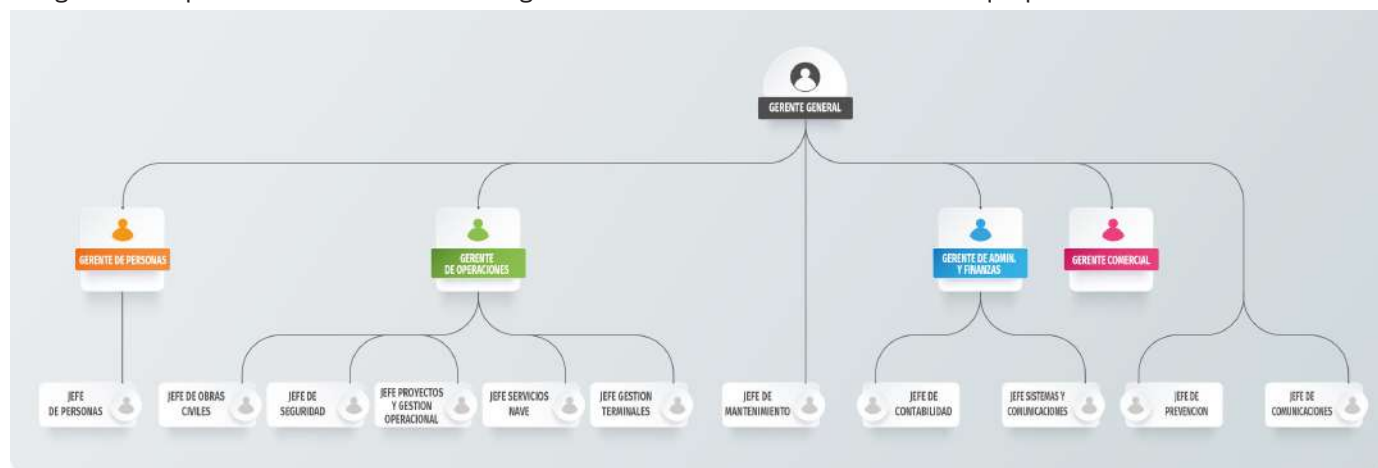 GERENTE GENERAL
GERENTE DE PERSONAS
GERENTE
DE OPERACIONES
GERENTE DE ADMIN.
Y FINANZAS
GERENTE COMERCIAL
JEFE
DE PERSONAS
JEFE DE OBRAS
CIVILES
JEFE DE
SEGURIDAD
JEFE PROYECTOS
Y GESTION
OPERACIONAL
JEFE SERVICIOS
NAVE
JEFE GESTION
TERMINALES
JEFE DE
MANTENIMIENTO
JEFE DE
CONTABILIDAD
JEFE SISTEMAS Y
COMUNICACIONES
JEFE DE
PREVENCION
JEFE DE
COMUNICACIONES